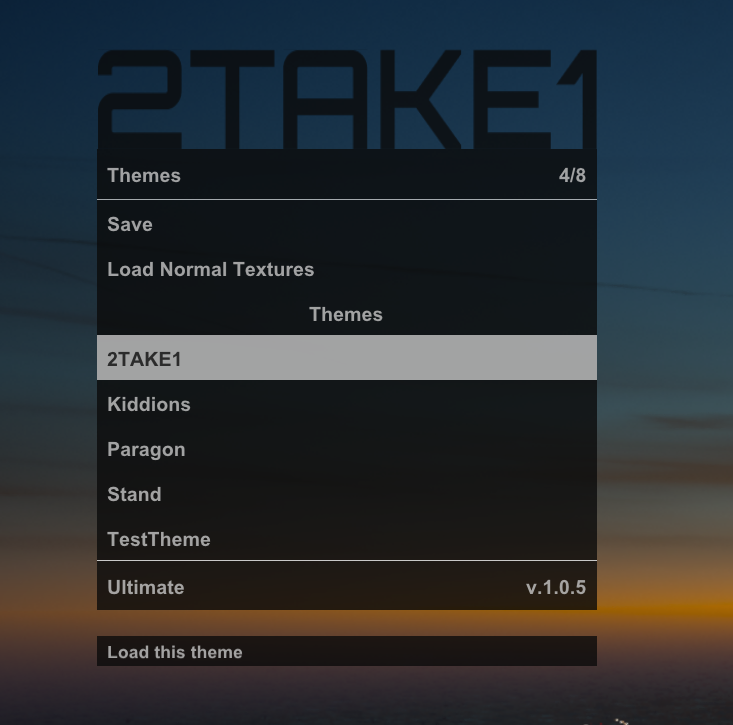 2TAKE1
Themes 4/8
Save
Load Normal Textures
Themes
2TAKE1
Kiddions
Paragon
Stand
TestTheme
Ultimate v.1.0.5
Load this theme